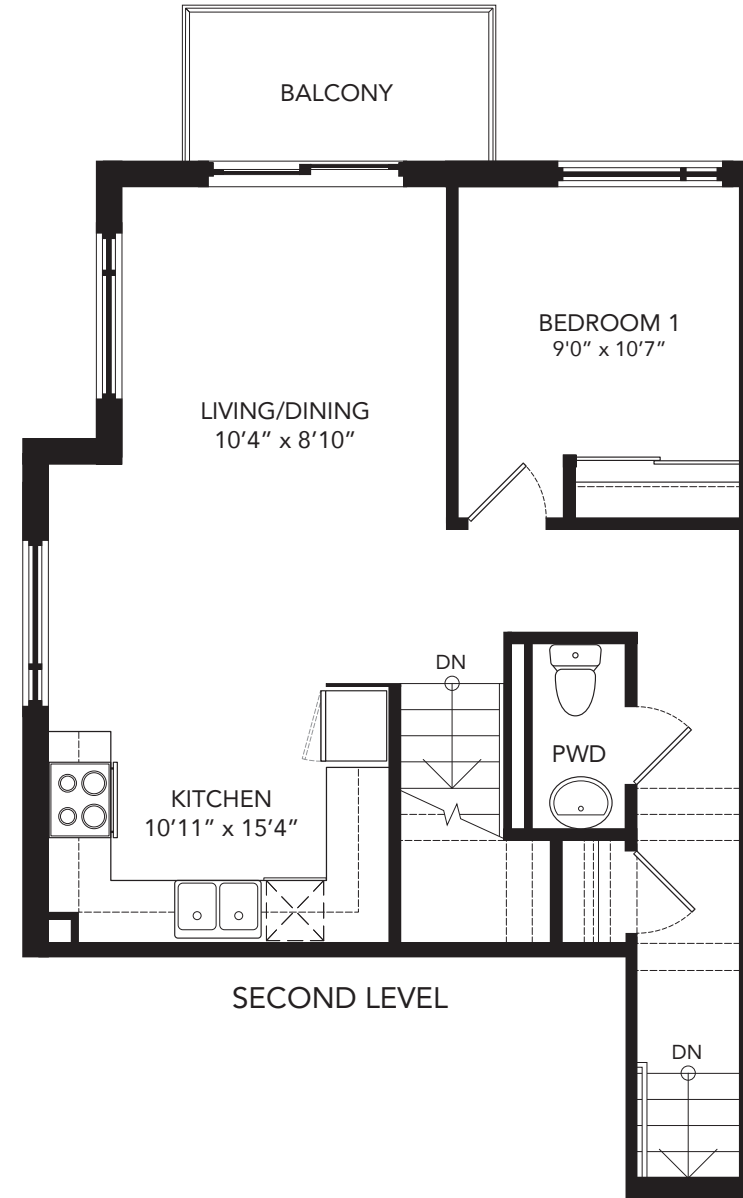 BALCONY
BEDROOM 1
9'0” x 10’7”
LIVING/DINING
10’4” x 8’10”
DN
PWD
KITCHEN
10’11” x 15’4”
SECOND LEVEL
DN